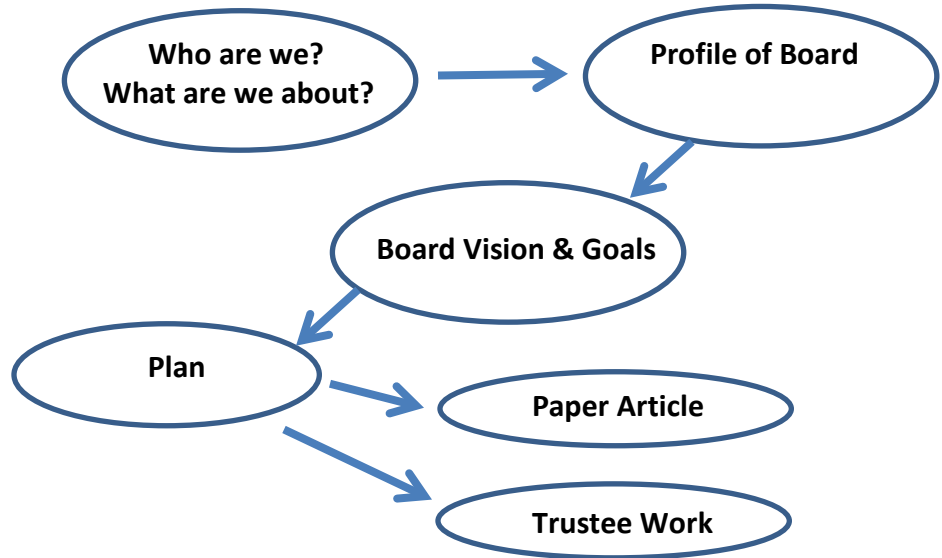 Who are we?
What are we about?
Profile of Board
Board Vision & Goals
Plan
Paper Article
Trustee Work